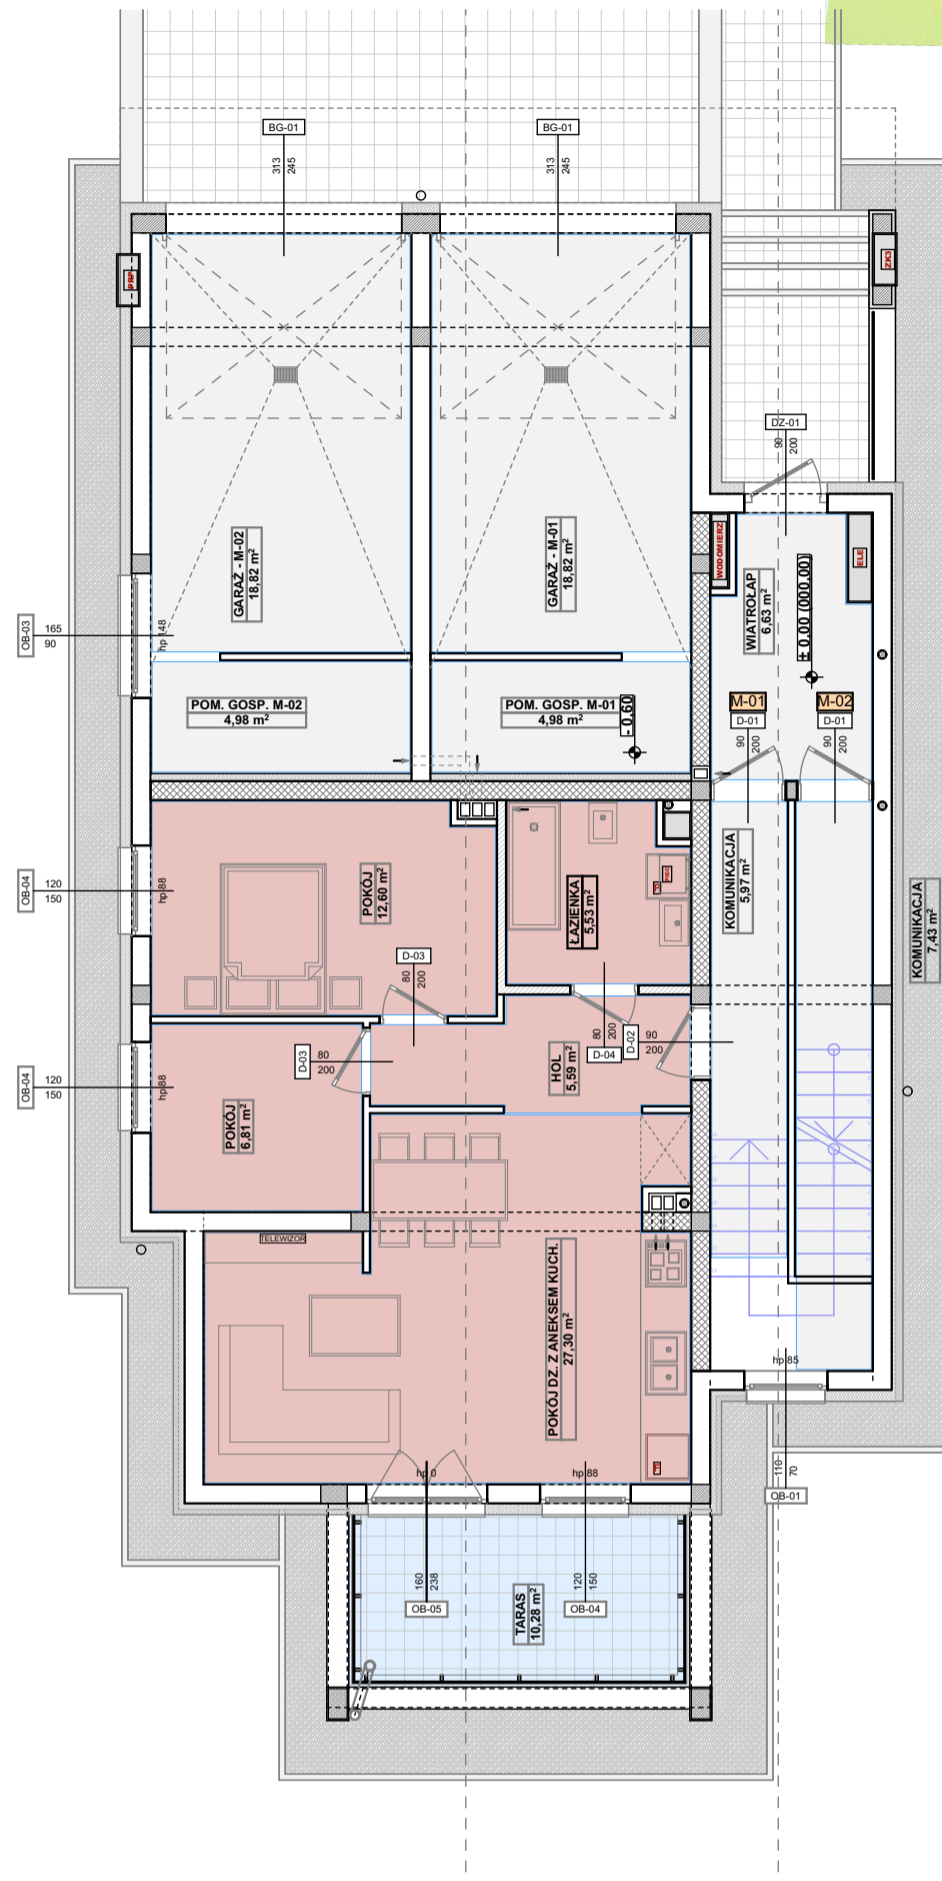 BG-01
313
245
BG-01
313
245
PRP
ZK3
DZ-01
90
200
GARAŻ - M-02
18,82 m²
GARAŻ - M-01
18,82 m²
WODOMIERZ
ELE
WIATROŁAP
6,63 m²
± 0.00 (000.00)
OB-03
165
90
hp 148
POM. GOSP. M-02
4,98 m²
POM. GOSP. M-01
4,98 m²
- 0.60
M-01
D-01
90
200
M-02
D-01
90
200
OB-04
120
150
hp 88
POKÓJ
12,60 m²
ŁAZIENKA
5,53 m²
PIEC
KOMUNIKACJA
5,97 m²
KOMUNIKACJA
7,43 m²
D-03
80
200
D-03
80
200
80
200
D-04
D-02
90
200
HOL
5,59 m²
OB-04
120
150
hp 88
POKÓJ
6,81 m²
TELEWIZOR
POKÓJ DZ. Z ANEKSEM KUCH.
27,30 m²
hp 85
110
70
OB-01
hp 0
hp 88
160
238
OB-05
120
150
OB-04
TARAS
10,28 m²